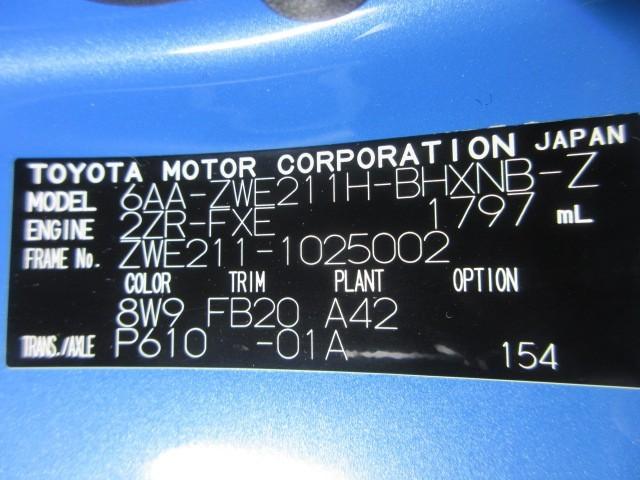 TOYOTA MOTOR CORPORATION JAPAN
MODEL 6AA-ZWE211H-BHXNB-Z
ENGINE 2ZR-FXE 1797 mL
FRAME No. ZWE211-1025002
COLOR TRIM PLANT OPTION
8W9 FB20 A42
TRANS./AXLE P610 -01A 154